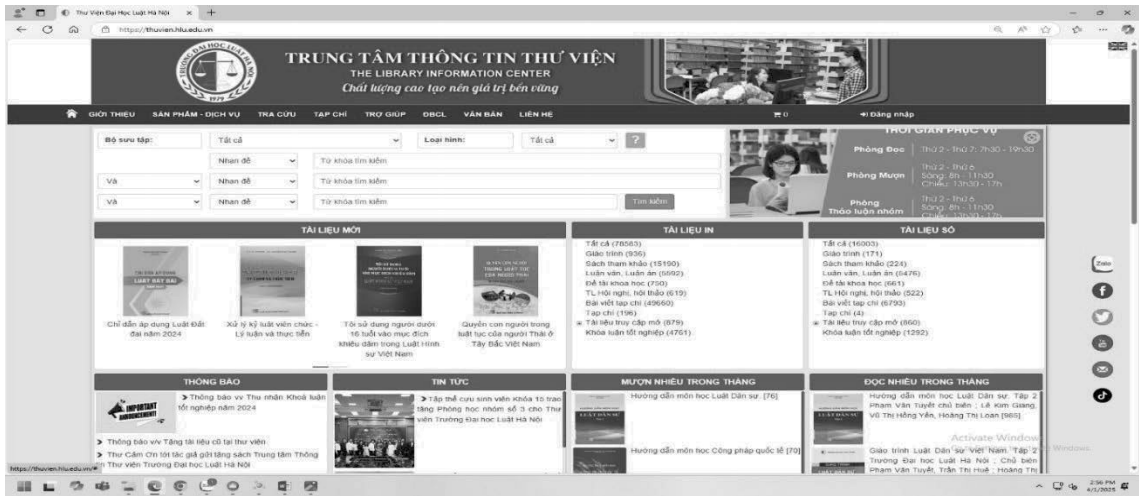 Thư Viện Đại Học Luật Hà Nội
https://thuvien.hlu.edu.vn
TRƯỜNG ĐẠI HỌC LUẬT HÀ NỘI
1979
TRUNG TÂM THÔNG TIN THƯ VIỆN
THE LIBRARY INFORMATION CENTER
Chất lượng cao tạo nên giá trị bền vững
GIỚI THIỆU SẢN PHẨM - DỊCH VỤ TRA CỨU TẠP CHÍ TRỢ GIÚP ĐBCL VĂN BẢN LIÊN HỆ 0 Đăng nhập
Bộ sưu tập: Tất cả Loại hình: Tất cả ?
Nhan đề Từ khóa tìm kiếm
Và Nhan đề Từ khóa tìm kiếm
Và Nhan đề Từ khóa tìm kiếm Tìm kiếm
THỜI GIAN PHỤC VỤ
Phòng Đọc Thứ 2 - Thứ 7: 7h30 - 19h30
Phòng Mượn Thứ 2 - Thứ 6
Sáng: 8h - 11h30
Chiều: 13h30 - 17h
Phòng Thảo luận nhóm Thứ 2 - Thứ 6
Sáng: 8h - 11h30
Chiều: 13h30 - 17h
TÀI LIỆU MỚI
Chỉ dẫn áp dụng Luật Đất
đai năm 2024
Xử lý kỷ luật viên chức -
Lý luận và thực tiễn
Tội sử dụng người dưới
16 tuổi vào mục đích
khiêu dâm trong Luật Hình
sự Việt Nam
Quyền con người trong
luật tục của người Thái ở
Tây Bắc Việt Nam
TÀI LIỆU IN
Tất cả (78583)
Giáo trình (936)
Sách tham khảo (15190)
Luận văn, Luận án (5892)
Đề tài khoa học (750)
TL Hội nghị, hội thảo (619)
Bài viết tạp chí (49660)
Tạp chí (196)
Tài liệu truy cập mở (879)
Khóa luận tốt nghiệp (4761)
TÀI LIỆU SỐ
Tất cả (16003)
Giáo trình (171)
Sách tham khảo (224)
Luận văn, Luận án (5476)
Đề tài khoa học (661)
TL Hội nghị, hội thảo (522)
Bài viết tạp chí (6793)
Tạp chí (4)
Tài liệu truy cập mở (860)
Khóa luận tốt nghiệp (1292)
Zalo
THÔNG BÁO
IMPORTANT
ANNOUNCEMENT!
Thông báo vv Thu nhận Khoá luận
tốt nghiệp năm 2024
Thông báo v/v Tặng tài liệu cũ tại thư viện
Thư Cảm Ơn tới tác giả gửi tặng sách Trung tâm Thông
tin Thư viện Trường Đại học Luật Hà Nội
TIN TỨC
Tập thể cựu sinh viên Khóa 15 trao
tặng Phòng học nhóm số 3 cho Thư
viện Trường Đại học Luật Hà Nội
MƯỢN NHIỀU TRONG THÁNG
Hướng dẫn môn học Luật Dân sự. [76]
Hướng dẫn môn học Công pháp quốc tế [70]
ĐỌC NHIỀU TRONG THÁNG
Hướng dẫn môn học Luật Dân sự. Tập 2
Phạm Văn Tuyết chủ biên ; Lê Kim Giang,
Vũ Thị Hồng Yến, Hoàng Thị Loan [985]
Giáo trình Luật Dân sự Việt Nam. Tập 2
Trường Đại học Luật Hà Nội ; Chủ biên
Phạm Văn Tuyết, Trần Thị Huệ ; Hoàng Thị
Activate Windows
https://thuvien.hlu.edu.vn/#
2:56 PM
4/1/2025